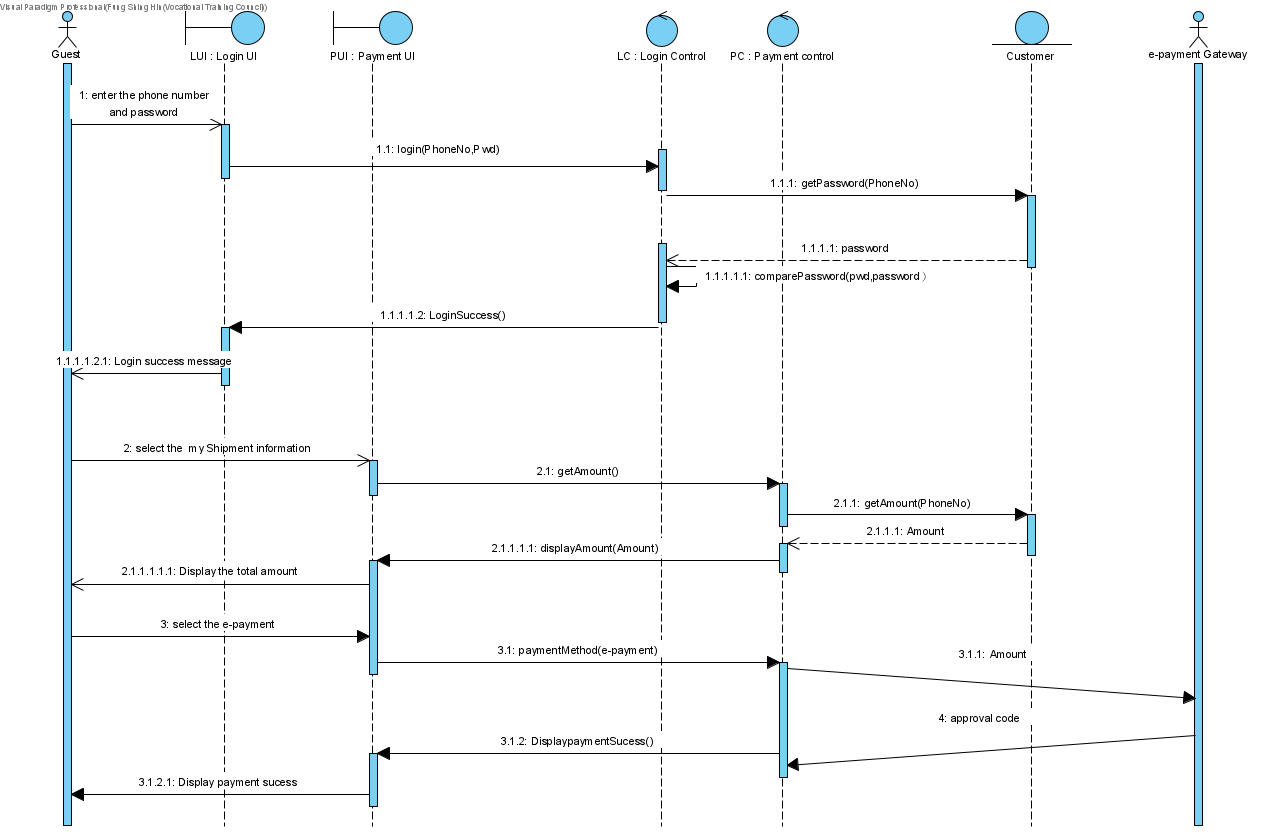 Visual Paradigm Professional(Fung Shing Hin(Vocational Training Council))
Guest
LUI : Login UI
PUI : Payment UI
LC : Login Control
PC : Payment control
Customer
e-payment Gateway
1: enter the phone number
and password
1.1: login(PhoneNo,Pwd)
1.1.1: getPassword(PhoneNo)
1.1.1.1: password
1.1.1.1.1: comparePassword(pwd,password )
1.1.1.1.2: LoginSuccess()
1.1.1.1.2.1: Login success message
2: select the my Shipment information
2.1: getAmount()
2.1.1: getAmount(PhoneNo)
2.1.1.1: Amount
2.1.1.1.1: displayAmount(Amount)
2.1.1.1.1.1: Display the total amount
3: select the e-payment
3.1: paymentMethod(e-payment)
3.1.1: Amount
4: approval code
3.1.2: DisplaypaymentSucess()
3.1.2.1: Display payment sucess